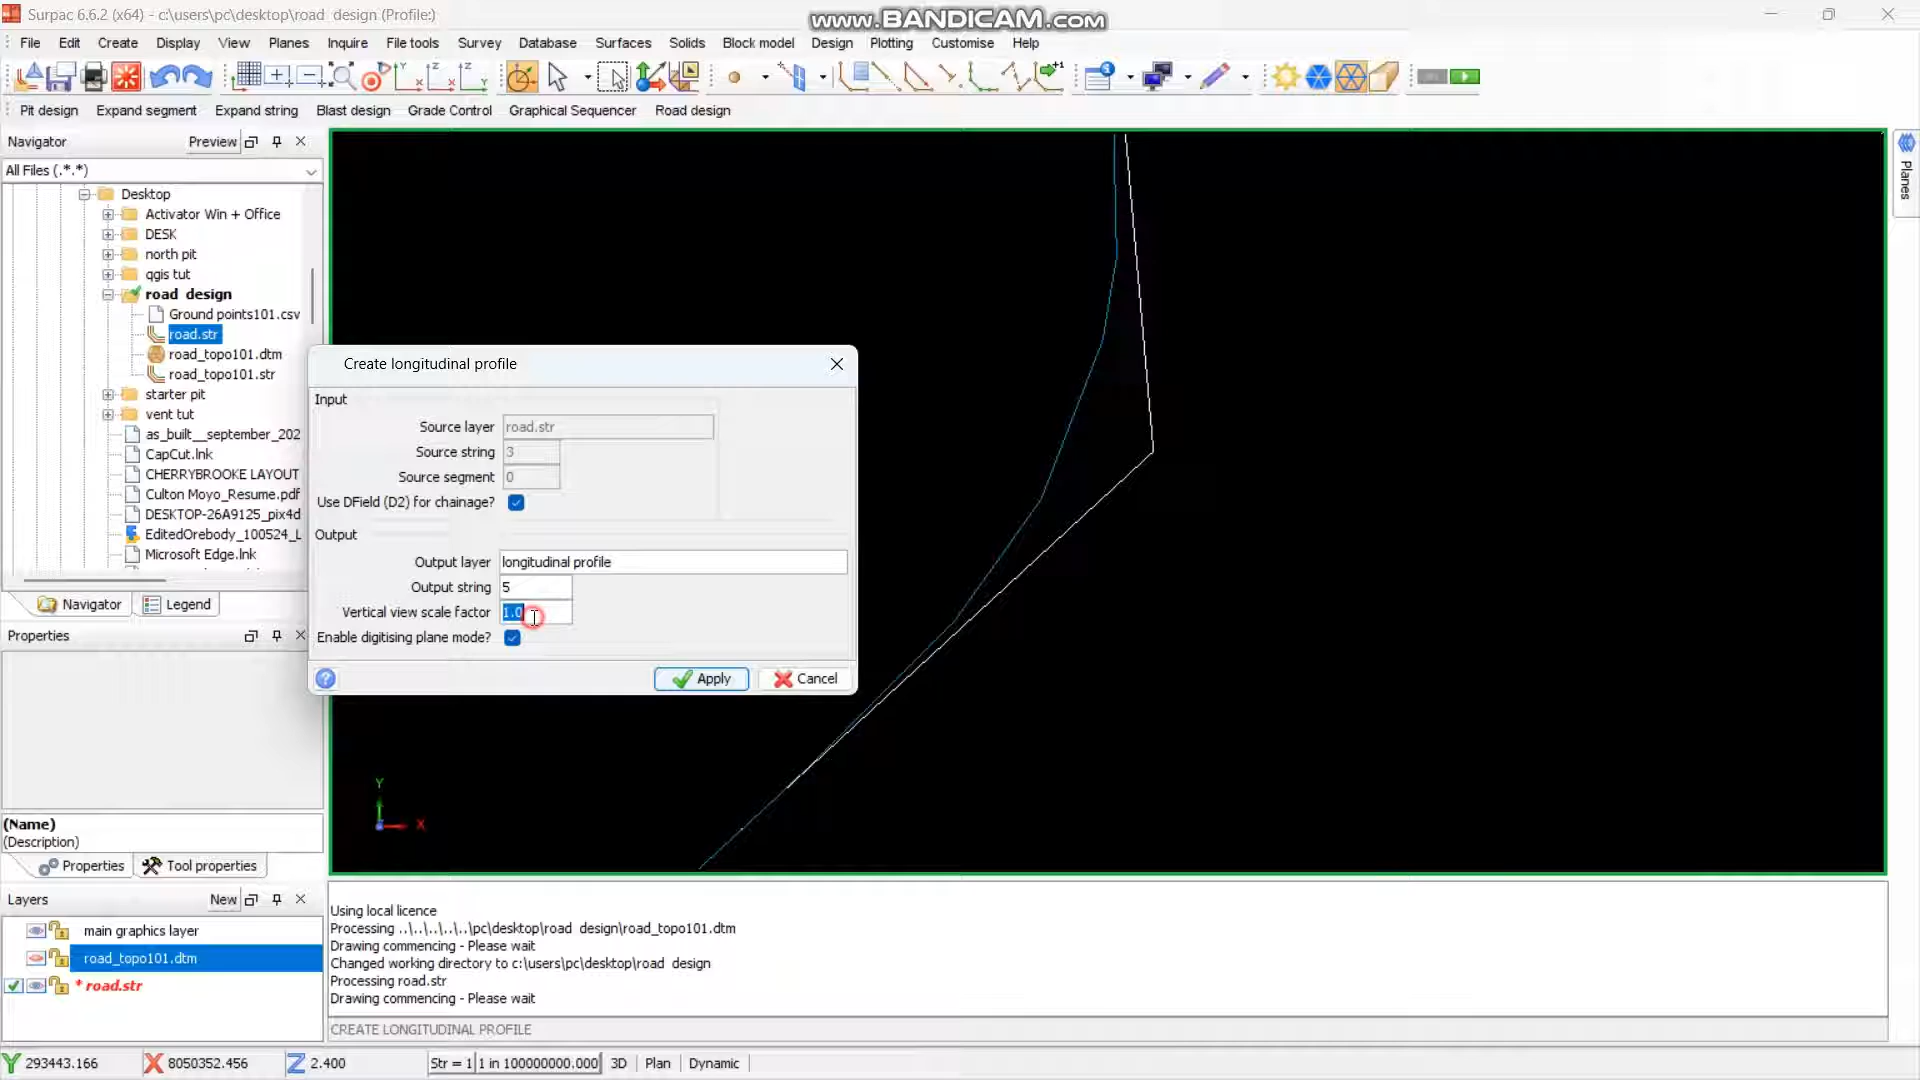 Surpac 6.6.2 (x64) - c:\users\pc\desktop\road_design (Profile:)
www.BANDICAM.com
File Edit Create Display View Planes Inquire File tools Survey Database Surfaces Solids Block model Design Plotting Customise Help
Pit design Expand segment Expand string Blast design Grade Control Graphical Sequencer Road design
Navigator Preview
All Files (.*.*)
Desktop
Activator Win + Office
DESK
north pit
qgis tut
road_design
Ground points101.csv
road.str
road_topo101.dtm
road_topo101.str
starter pit
vent tut
as_built__september_202
CapCut.lnk
CHERRYBROOKE LAYOUT
Culton Moyo_Resume.pdf
DESKTOP-26A9125_pix4d
EditedOrebody_100524_L
Microsoft Edge.lnk
Navigator Legend
Properties
(Name)
(Description)
Properties Tool properties
Layers New
main graphics layer
road_topo101.dtm
* road.str
Planes
Create longitudinal profile
Input
Source layer road.str
Source string 3
Source segment 0
Use DField (D2) for chainage?
Output
Output layer longitudinal profile
Output string 5
Vertical view scale factor 1.0
Enable digitising plane mode?
Apply Cancel
Y
X
Using local licence
Processing ..\..\..\..\..\pc\desktop\road_design\road_topo101.dtm
Drawing commencing - Please wait
Changed working directory to c:\users\pc\desktop\road_design
Processing road.str
Drawing commencing - Please wait
CREATE LONGITUDINAL PROFILE
Y 293443.166 X 8050352.456 Z 2.400 Str = 1 1 in 100000000.000 3D Plan Dynamic